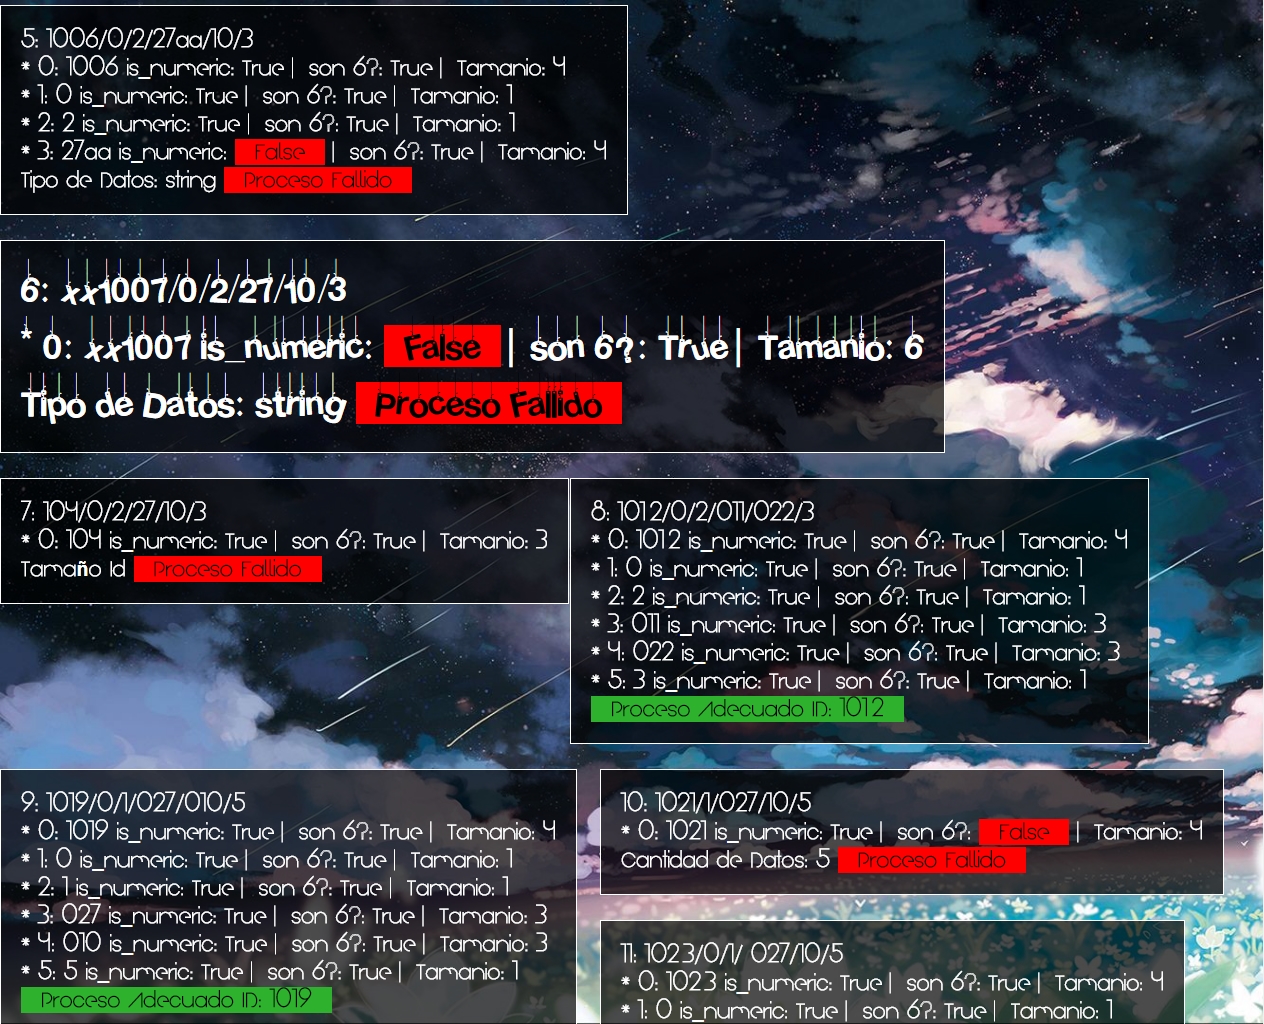 5: 1006/0/2/27aa/10/3
* 0: 1006 is_numeric: True | son 6?: True | Tamanio: 4
* 1: 0 is_numeric: True | son 6?: True | Tamanio: 1
* 2: 2 is_numeric: True | son 6?: True | Tamanio: 1
* 3: 27aa is_numeric: False | son 6?: True | Tamanio: 4
Tipo de Datos: string Proceso Fallido
6: xx1007/0/2/27/10/3
* 0: xx1007 is_numeric: False | son 6?: True | Tamanio: 6
Tipo de Datos: string Proceso Fallido
7: 104/0/2/27/10/3
* 0: 104 is_numeric: True | son 6?: True | Tamanio: 3
Tamaño Id Proceso Fallido
8: 1012/0/2/011/022/3
* 0: 1012 is_numeric: True | son 6?: True | Tamanio: 4
* 1: 0 is_numeric: True | son 6?: True | Tamanio: 1
* 2: 2 is_numeric: True | son 6?: True | Tamanio: 1
* 3: 011 is_numeric: True | son 6?: True | Tamanio: 3
* 4: 022 is_numeric: True | son 6?: True | Tamanio: 3
* 5: 3 is_numeric: True | son 6?: True | Tamanio: 1
Proceso Adecuado ID: 1012
9: 1019/0/1/027/010/5
* 0: 1019 is_numeric: True | son 6?: True | Tamanio: 4
* 1: 0 is_numeric: True | son 6?: True | Tamanio: 1
* 2: 1 is_numeric: True | son 6?: True | Tamanio: 1
* 3: 027 is_numeric: True | son 6?: True | Tamanio: 3
* 4: 010 is_numeric: True | son 6?: True | Tamanio: 3
* 5: 5 is_numeric: True | son 6?: True | Tamanio: 1
Proceso Adecuado ID: 1019
10: 1021/1/027/10/5
* 0: 1021 is_numeric: True | son 6?: False | Tamanio: 4
Cantidad de Datos: 5 Proceso Fallido
11: 1023/0/1/ 027/10/5
* 0: 1023 is_numeric: True | son 6?: True | Tamanio: 4
* 1: 0 is_numeric: True | son 6?: True | Tamanio: 1